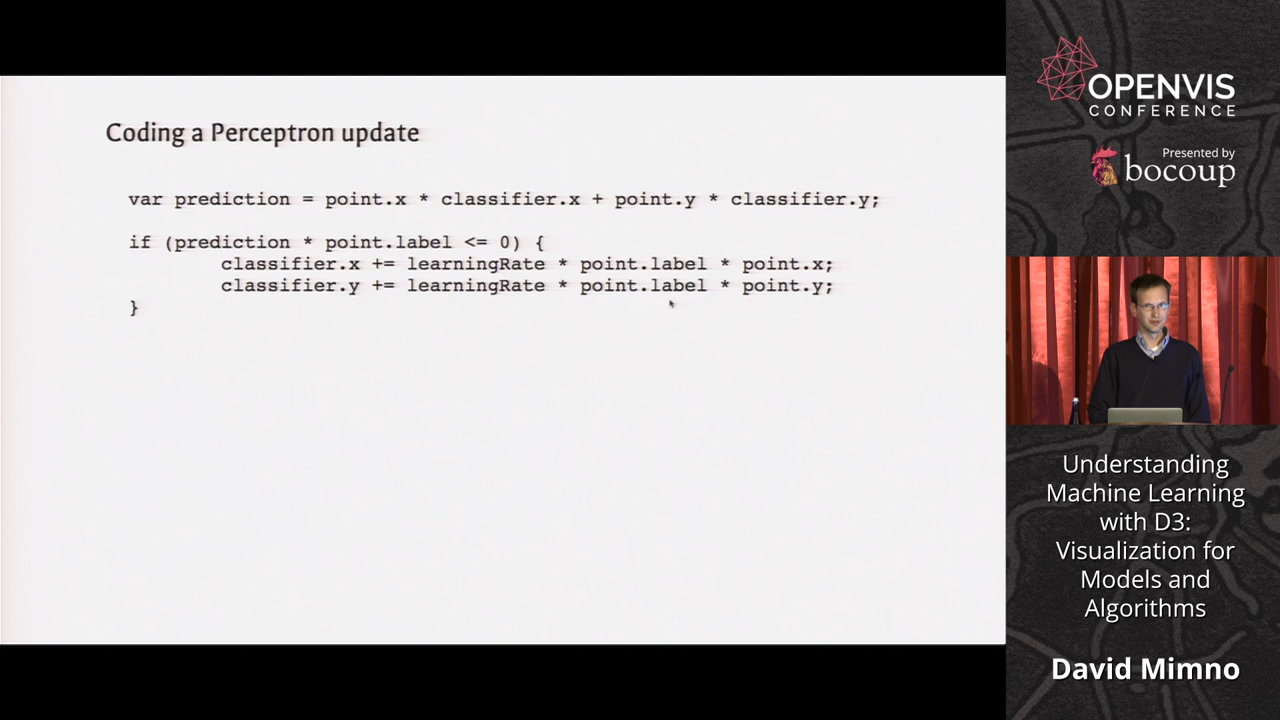 Coding a Perceptron update
var prediction = point.x * classifier.x + point.y * classifier.y;
if (prediction * point.label <= 0) {
classifier.x += learningRate * point.label * point.x;
classifier.y += learningRate * point.label * point.y;
}
OPENVIS
CONFERENCE
Presented by
bocoup
Understanding
Machine Learning
with D3:
Visualization for
Models and
Algorithms
David Mimno